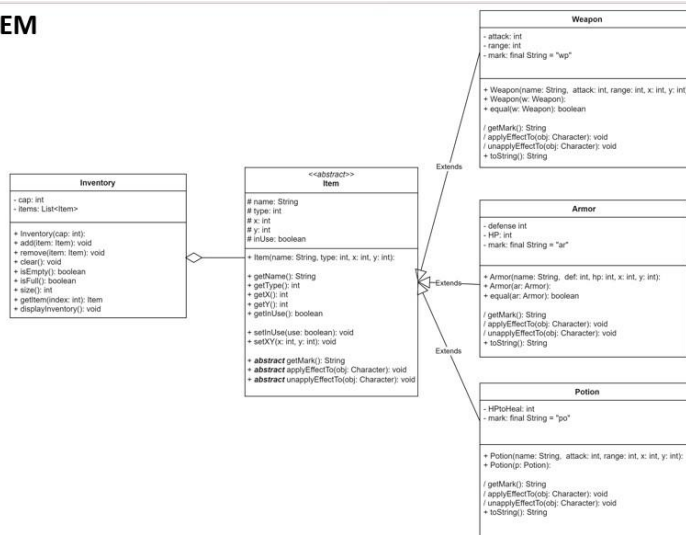 EM
Inventory
- cap: int
- items: List<Item>
+ Inventory(cap: int):
+ add(item: Item): void
+ remove(item: Item): void
+ clear(): void
+ isEmpty(): boolean
+ isFull(): boolean
+ size(): int
+ getItem(index: int): Item
+ displayInventory(): void
<<abstract>>
Item
# name: String
# type: int
# x: int
# y: int
# inUse: boolean
+ Item(name: String, type: int, x: int, y: int):
+ getName(): String
+ getType(): int
+ getX(): int
+ getY(): int
+ getInUse(): boolean
+ setInUse(use: boolean): void
+ setXY(x: int, y: int): void
+ abstract getMark(): String
+ abstract applyEffectTo(obj: Character): void
+ abstract unapplyEffectTo(obj: Character): void
Extends
Extends
Extends
Weapon
- attack: int
- range: int
- mark: final String = "wp"
+ Weapon(name: String, attack: int, range: int, x: int, y: int)
+ Weapon(w: Weapon):
+ equal(w: Weapon): boolean
/ getMark(): String
/ applyEffectTo(obj: Character): void
/ unapplyEffectTo(obj: Character): void
+ toString(): String
Armor
- defense int
- HP: int
- mark: final String = "ar"
+ Armor(name: String, def: int, hp: int, x: int, y: int):
+ Armor(ar: Armor):
+ equal(ar: Armor): boolean
/ getMark(): String
/ applyEffectTo(obj: Character): void
/ unapplyEffectTo(obj: Character): void
+ toString(): String
Potion
- HPtoHeal: int
- mark: final String = "po"
+ Potion(name: String, attack: int, range: int, x: int, y: int):
+ Potion(p: Potion):
/ getMark(): String
/ applyEffectTo(obj: Character): void
/ unapplyEffectTo(obj: Character): void
+ toString(): String